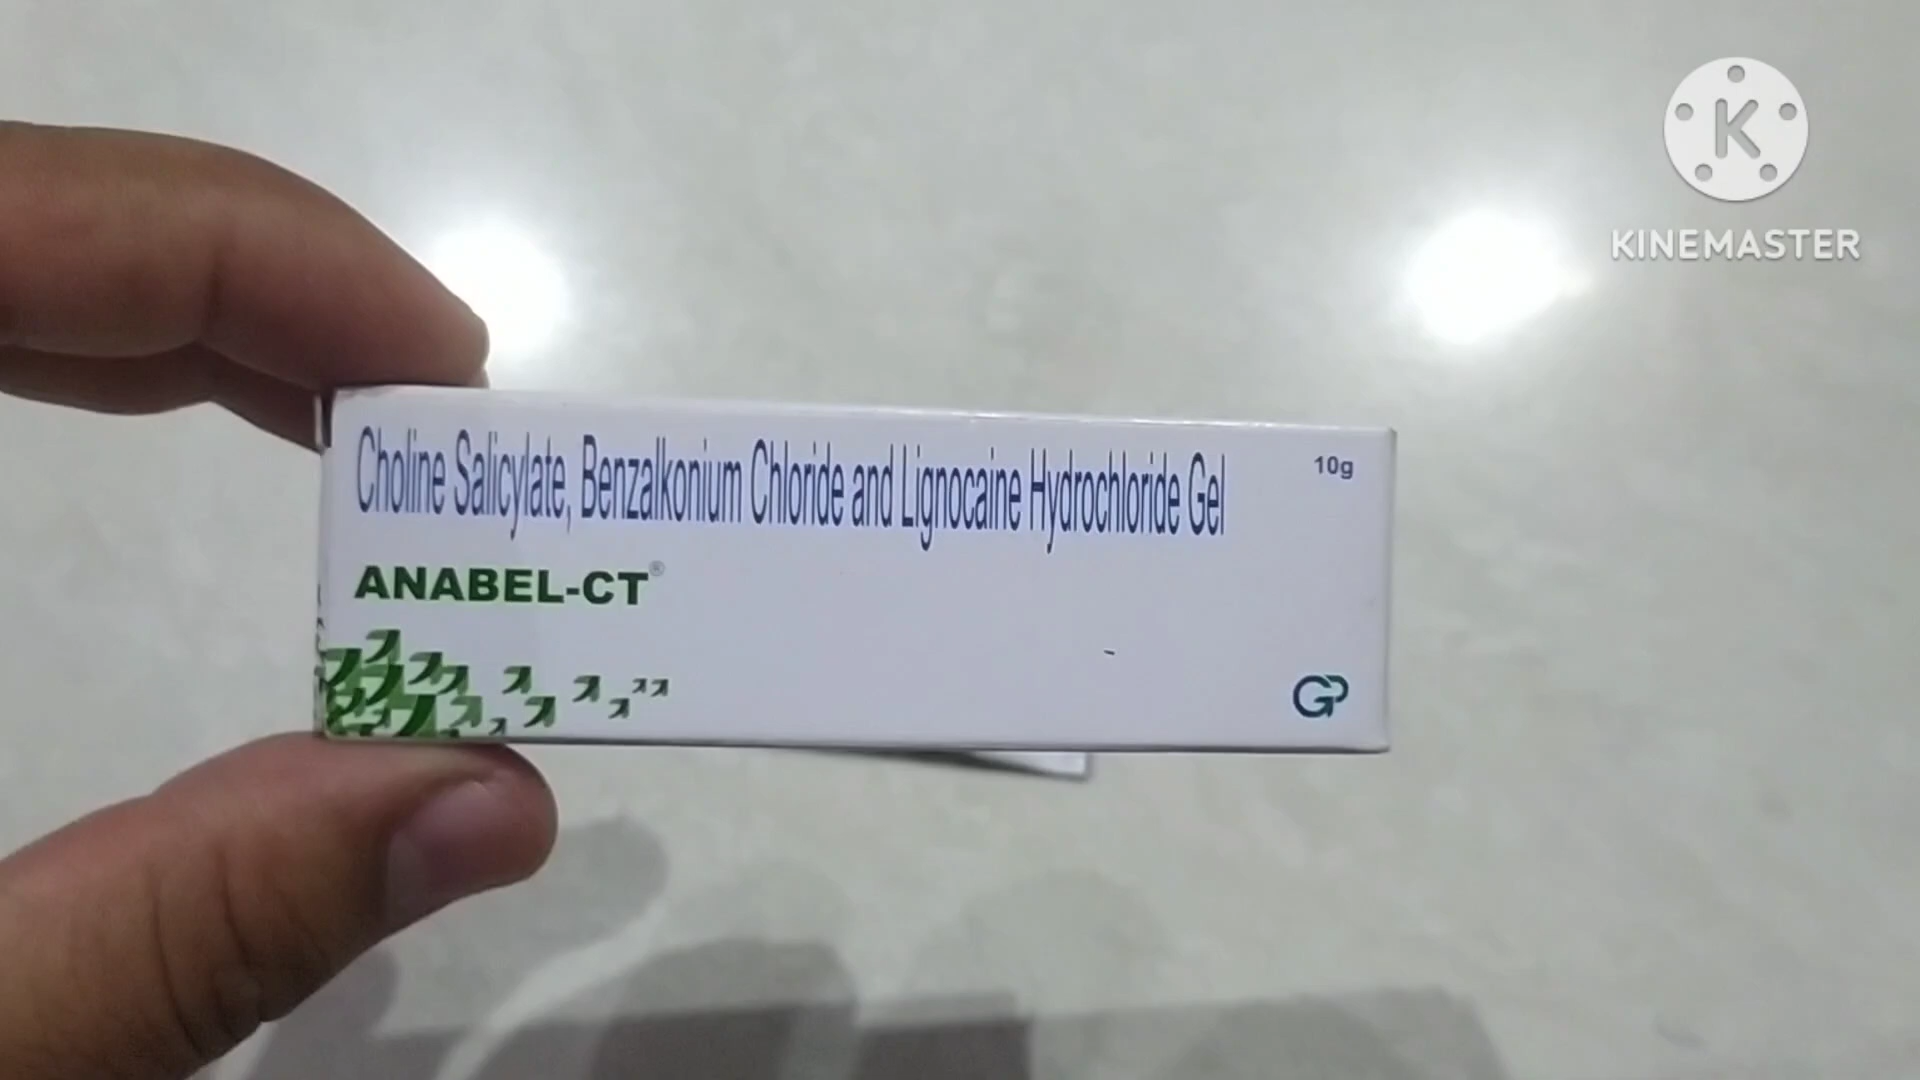 KINEMASTER
Choline Salicylate, Benzalkonium Chloride and Lignocaine Hydrochloride Gel
10g
ANABEL-CT®
GP